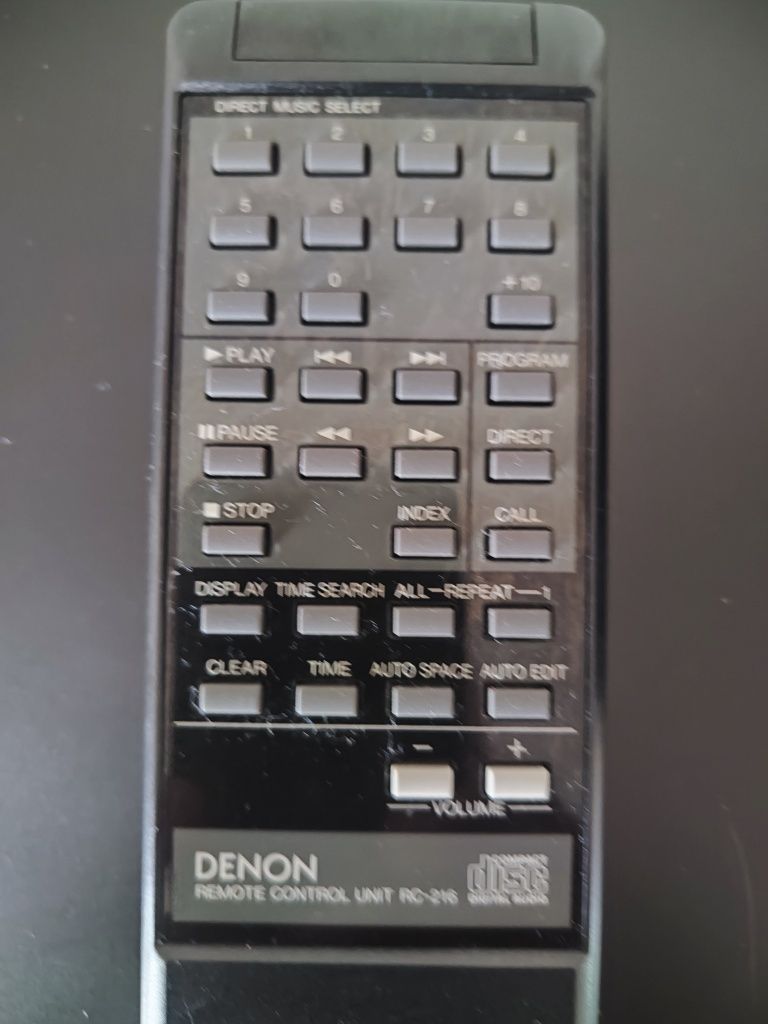 DIRECT MUSIC SELECT
1 2 3 4
5 6 7 8
9 0 +10
▶ PLAY ⏮ ⏭ PROGRAM
⏸ PAUSE ◀◀ ▶▶ DIRECT
■ STOP INDEX CALL
DISPLAY TIME SEARCH ALL-REPEAT-1
CLEAR TIME AUTO SPACE AUTO EDIT
- +
VOLUME
DENON
REMOTE CONTROL UNIT RC-216
COMPACT
disc
DIGITAL AUDIO